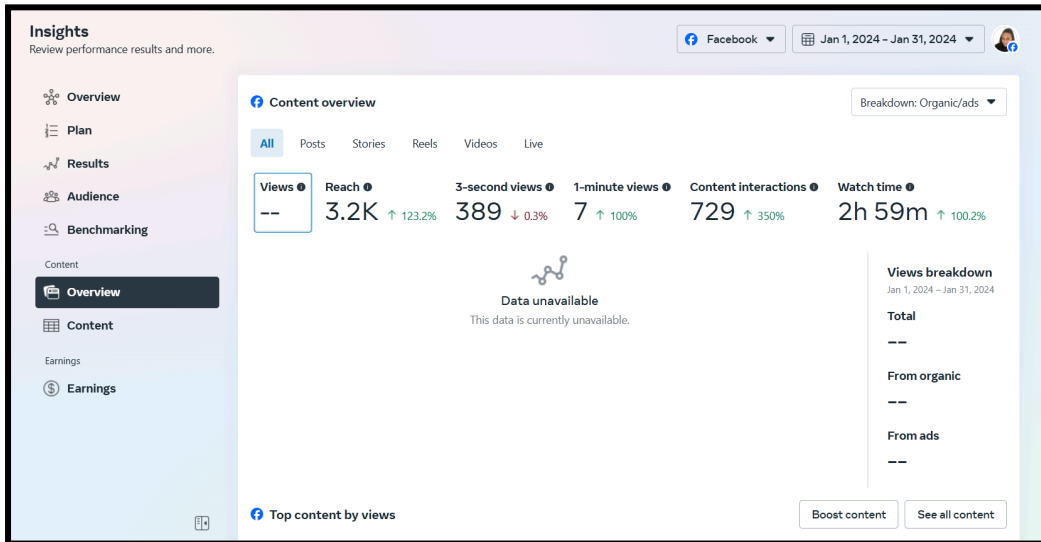 Insights
Review performance results and more.
Facebook
Jan 1, 2024 – Jan 31, 2024
Overview
Plan
Results
Audience
Benchmarking
Content
Overview
Content
Earnings
Earnings
Content overview
Breakdown: Organic/ads
All Posts Stories Reels Videos Live
Views Reach 3-second views 1-minute views Content interactions Watch time
-- 3.2K ↑ 123.2% 389 ↓ 0.3% 7 ↑ 100% 729 ↑ 350% 2h 59m ↑ 100.2%
Data unavailable
This data is currently unavailable.
Views breakdown
Jan 1, 2024 – Jan 31, 2024
Total
--
From organic
--
From ads
--
Top content by views
Boost content
See all content